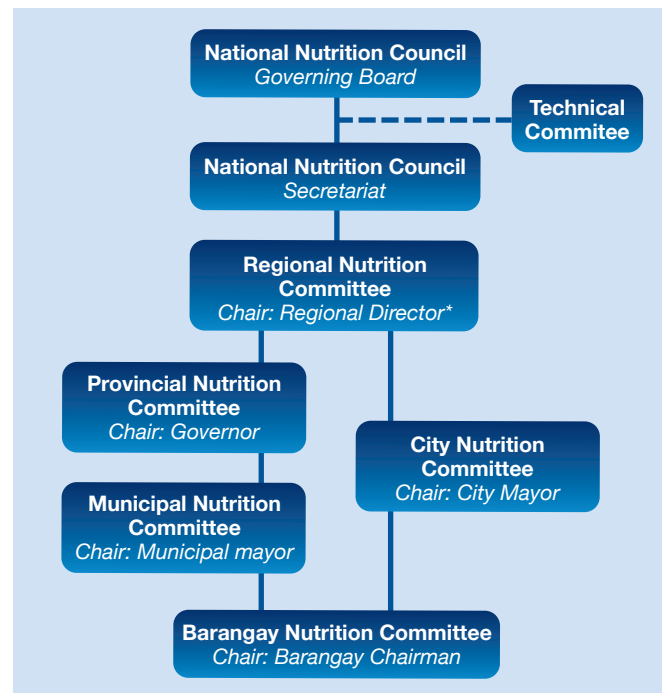 National Nutrition Council
Governing Board
Technical
Commitee
National Nutrition Council
Secretariat
Regional Nutrition
Committee
Chair: Regional Director*
Provincial Nutrition
Committee
Chair: Governor
City Nutrition
Committee
Chair: City Mayor
Municipal Nutrition
Committee
Chair: Municipal mayor
Barangay Nutrition Committee
Chair: Barangay Chairman